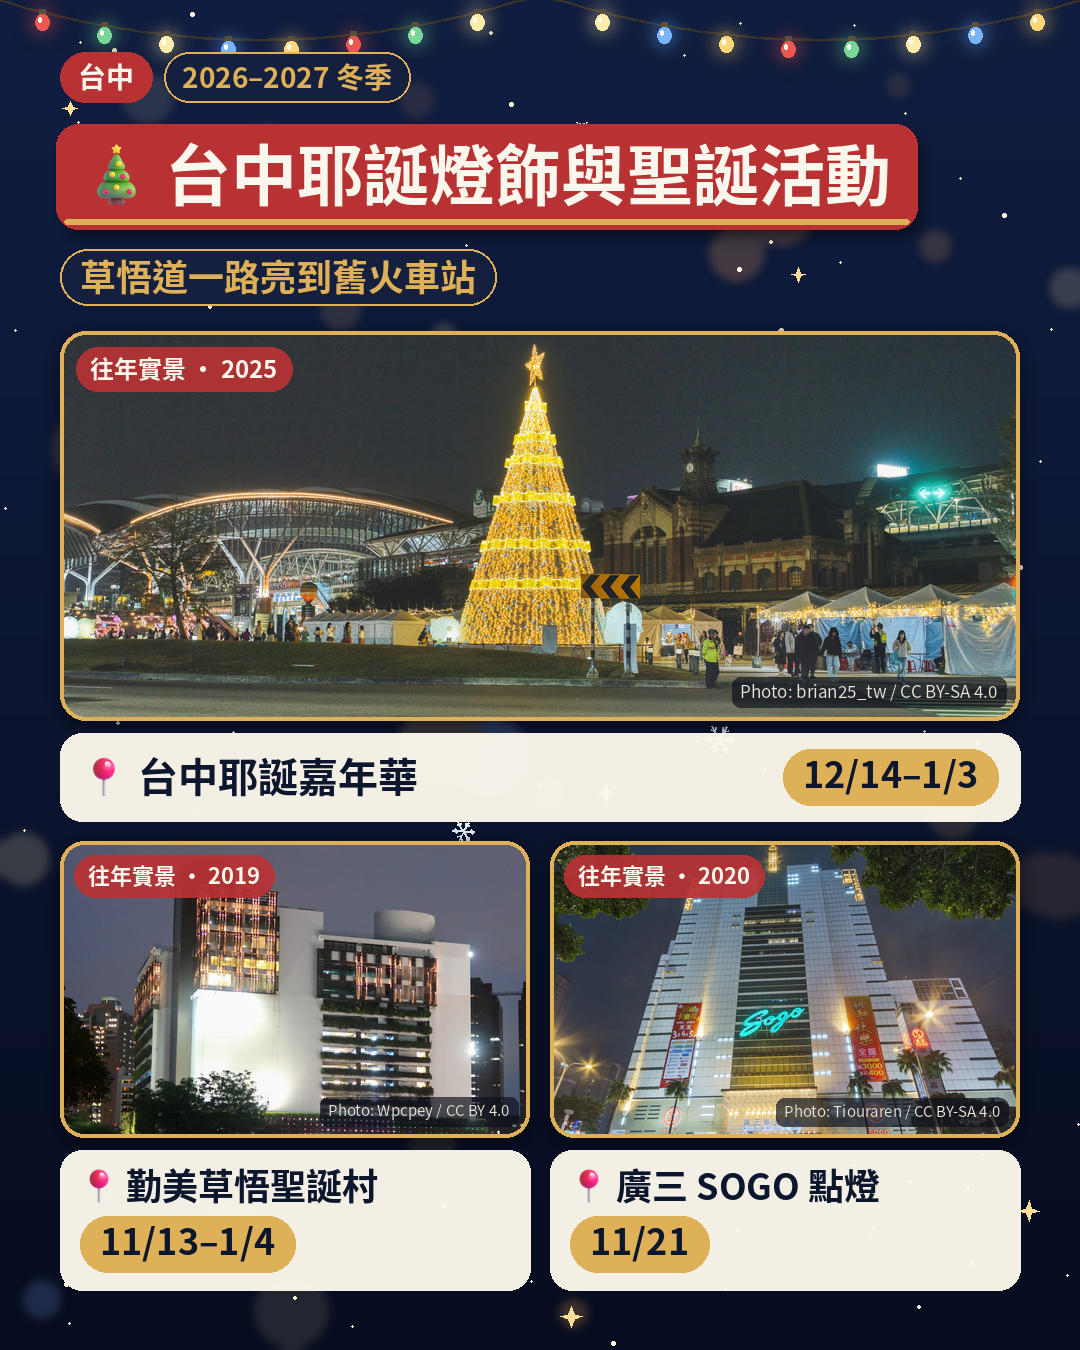 台中
2026–2027 冬季
台中耶誕燈飾與聖誕活動
草悟道一路亮到舊火車站
往年實景・2025
Photo: brian25_tw / CC BY-SA 4.0
台中耶誕嘉年華
12/14–1/3
往年實景・2019
往年實景・2020
Sogo
Photo: Wpcpey / CC BY 4.0
Photo: Tiouraren / CC BY-SA 4.0
勤美草悟聖誕村
11/13–1/4
廣三 SOGO 點燈
11/21